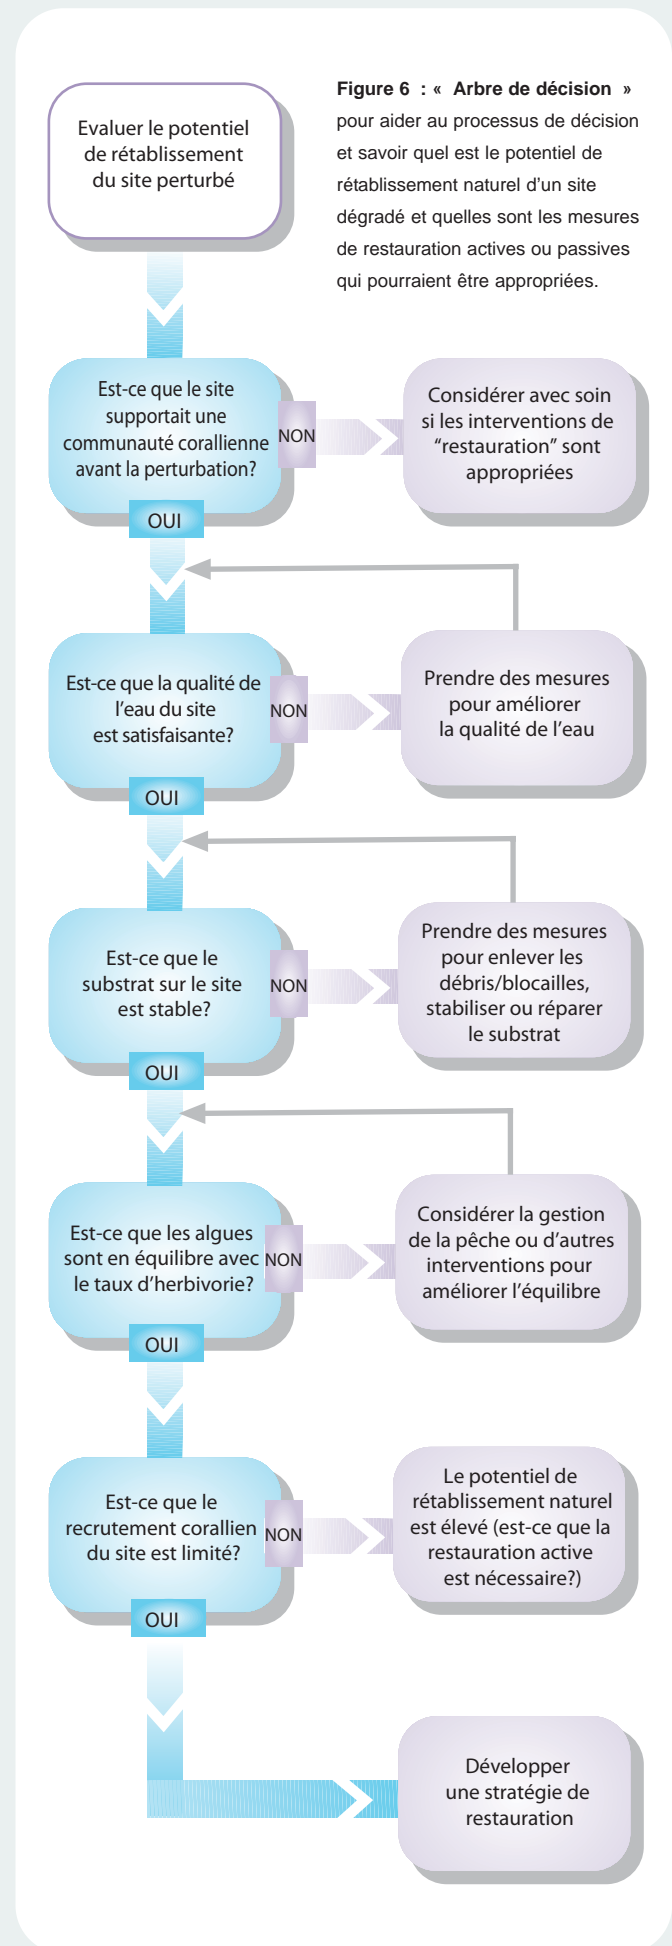 Figure 6 : « Arbre de décision »
pour aider au processus de décision
et savoir quel est le potentiel de
rétablissement naturel d’un site
dégradé et quelles sont les mesures
de restauration actives ou passives
qui pourraient être appropriées.
Evaluer le potentiel
de rétablissement
du site perturbé
Est-ce que le site
supportait une
communauté corallienne
avant la perturbation?
NON
Considérer avec soin
si les interventions de
“restauration” sont
appropriées
OUI
Est-ce que la qualité de
l’eau du site
est satisfaisante?
NON
Prendre des mesures
pour améliorer
la qualité de l’eau
OUI
Est-ce que le
substrat sur le site
est stable?
NON
Prendre des mesures
pour enlever les
débris/blocailles,
stabiliser ou réparer
le substrat
OUI
Est-ce que les algues
sont en équilibre avec
le taux d’herbivorie?
NON
Considérer la gestion
de la pêche ou d’autres
interventions pour
améliorer l’équilibre
OUI
Est-ce que le
recrutement corallien
du site est limité?
NON
Le potentiel de
rétablissement naturel
est élevé (est-ce que la
restauration active
est nécessaire?)
OUI
Développer
une stratégie de
restauration